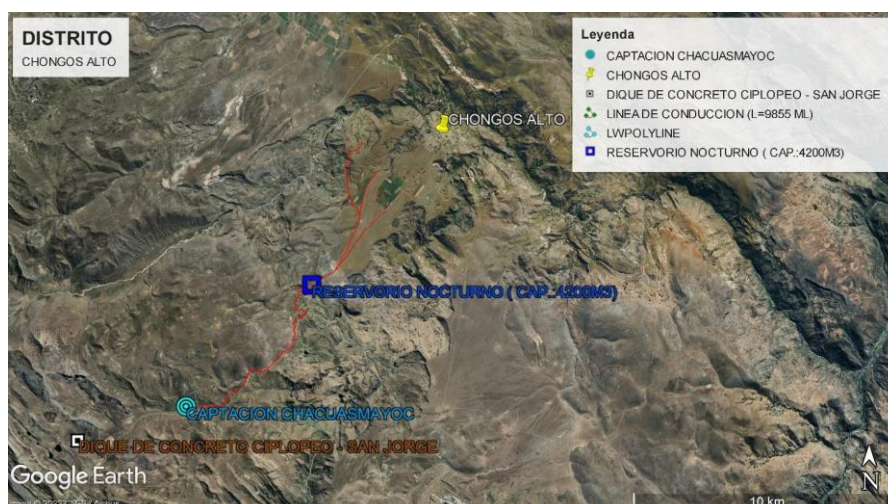 DISTRITO
CHONGOS ALTO
Leyenda
CAPTACION CHACUASMAYOC
CHONGOS ALTO
DIQUE DE CONCRETO CIPLOPEO - SAN JORGE
LINEA DE CONDUCCION (L=9855 ML)
LWPOLYLINE
RESERVORIO NOCTURNO ( CAP.:4200M3)
CHONGOS ALTO
RESERVORIO NOCTURNO ( CAP.:4200M3)
CAPTACION CHACUASMAYOC
DIQUE DE CONCRETO CIPLOPEO - SAN JORGE
Google Earth
10 km
N